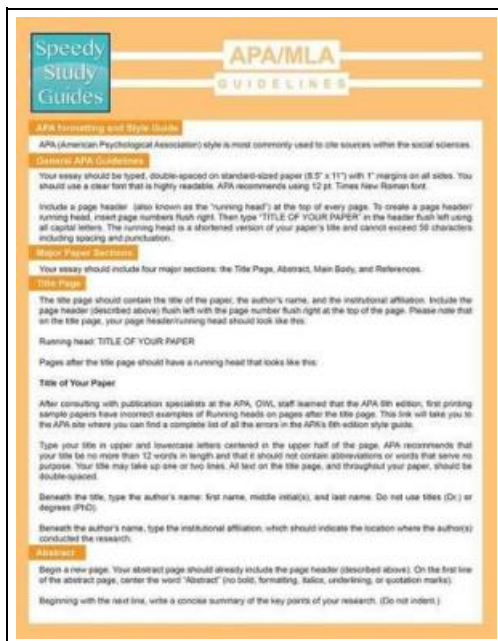 Speedy
Study
Guides
APA/MLA
GUIDELINES
APA formatting and Style Guide
APA (American Psychological Association) style is most commonly used to cite sources within the social sciences.
General APA Guidelines
Your essay should be typed, double-spaced on standard-sized paper (8.5" x 11") with 1" margins on all sides. You
should use a clear font that is highly readable. APA recommends using 12 pt. Times New Roman font.
Include a page header (also known as the "running head") at the top of every page. To create a page header/
running head, insert page numbers flush right. Then type "TITLE OF YOUR PAPER" in the header flush left using
all capital letters. The running head is a shortened version of your paper's title and cannot exceed 50 characters
including spacing and punctuation.
Major Paper Sections
Your essay should include four major sections: the Title Page, Abstract, Main Body, and References.
Title Page
The title page should contain the title of the paper, the author's name, and the institutional affiliation. Include the
page header (described above) flush left with the page number flush right at the top of the page. Please note that
on the title page, your page header/running head should look like this:
Running head: TITLE OF YOUR PAPER
Pages after the title page should have a running head that looks like this:
Title of Your Paper
After consulting with publication specialists at the APA, OWL staff learned that the APA 6th edition, first printing
sample papers have incorrect examples of Running heads on pages after the title page. This link will take you to
the APA site where you can find a complete list of all the errors in the APA's 6th edition style guide.
Type your title in upper and lowercase letters centered in the upper half of the page. APA recommends that
your title be no more than 12 words in length and that it should not contain abbreviations or words that serve no
purpose. Your title may take up one or two lines. All text on the title page, and throughout your paper, should be
double-spaced.
Beneath the title, type the author's name: first name, middle initial(s), and last name. Do not use titles (Dr.) or
degrees (PhD).
Beneath the author's name, type the institutional affiliation, which should indicate the location where the author(s)
conducted the research.
Abstract
Begin a new page. Your abstract page should already include the page header (described above). On the first line
of the abstract page, center the word "Abstract" (no bold, formatting, italics, underlining, or quotation marks).
Beginning with the next line, write a concise summary of the key points of your research. (Do not indent.)